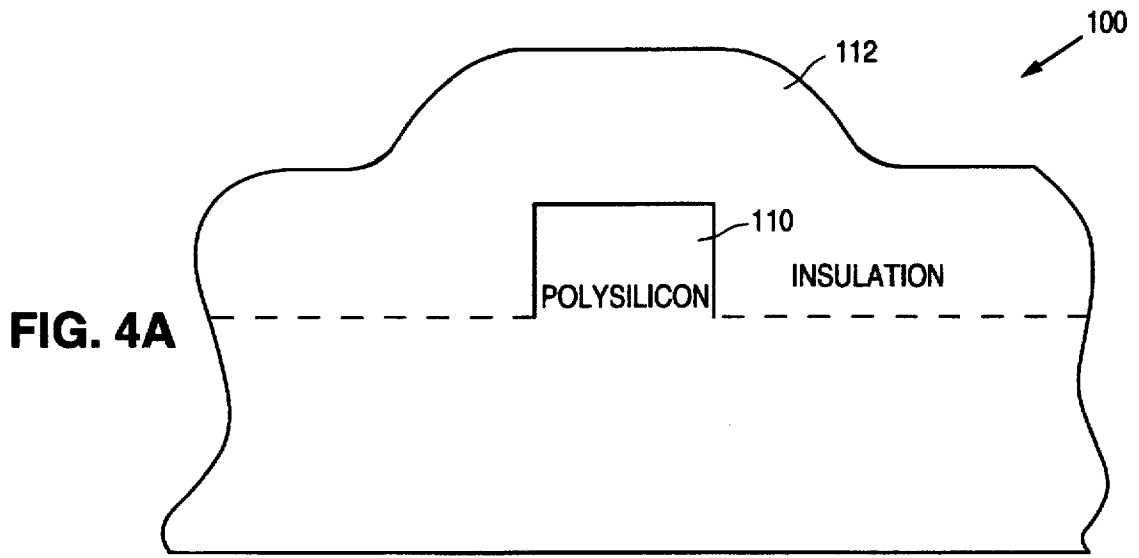 100
112
110
INSULATION
POLYSILICON
FIG. 4A